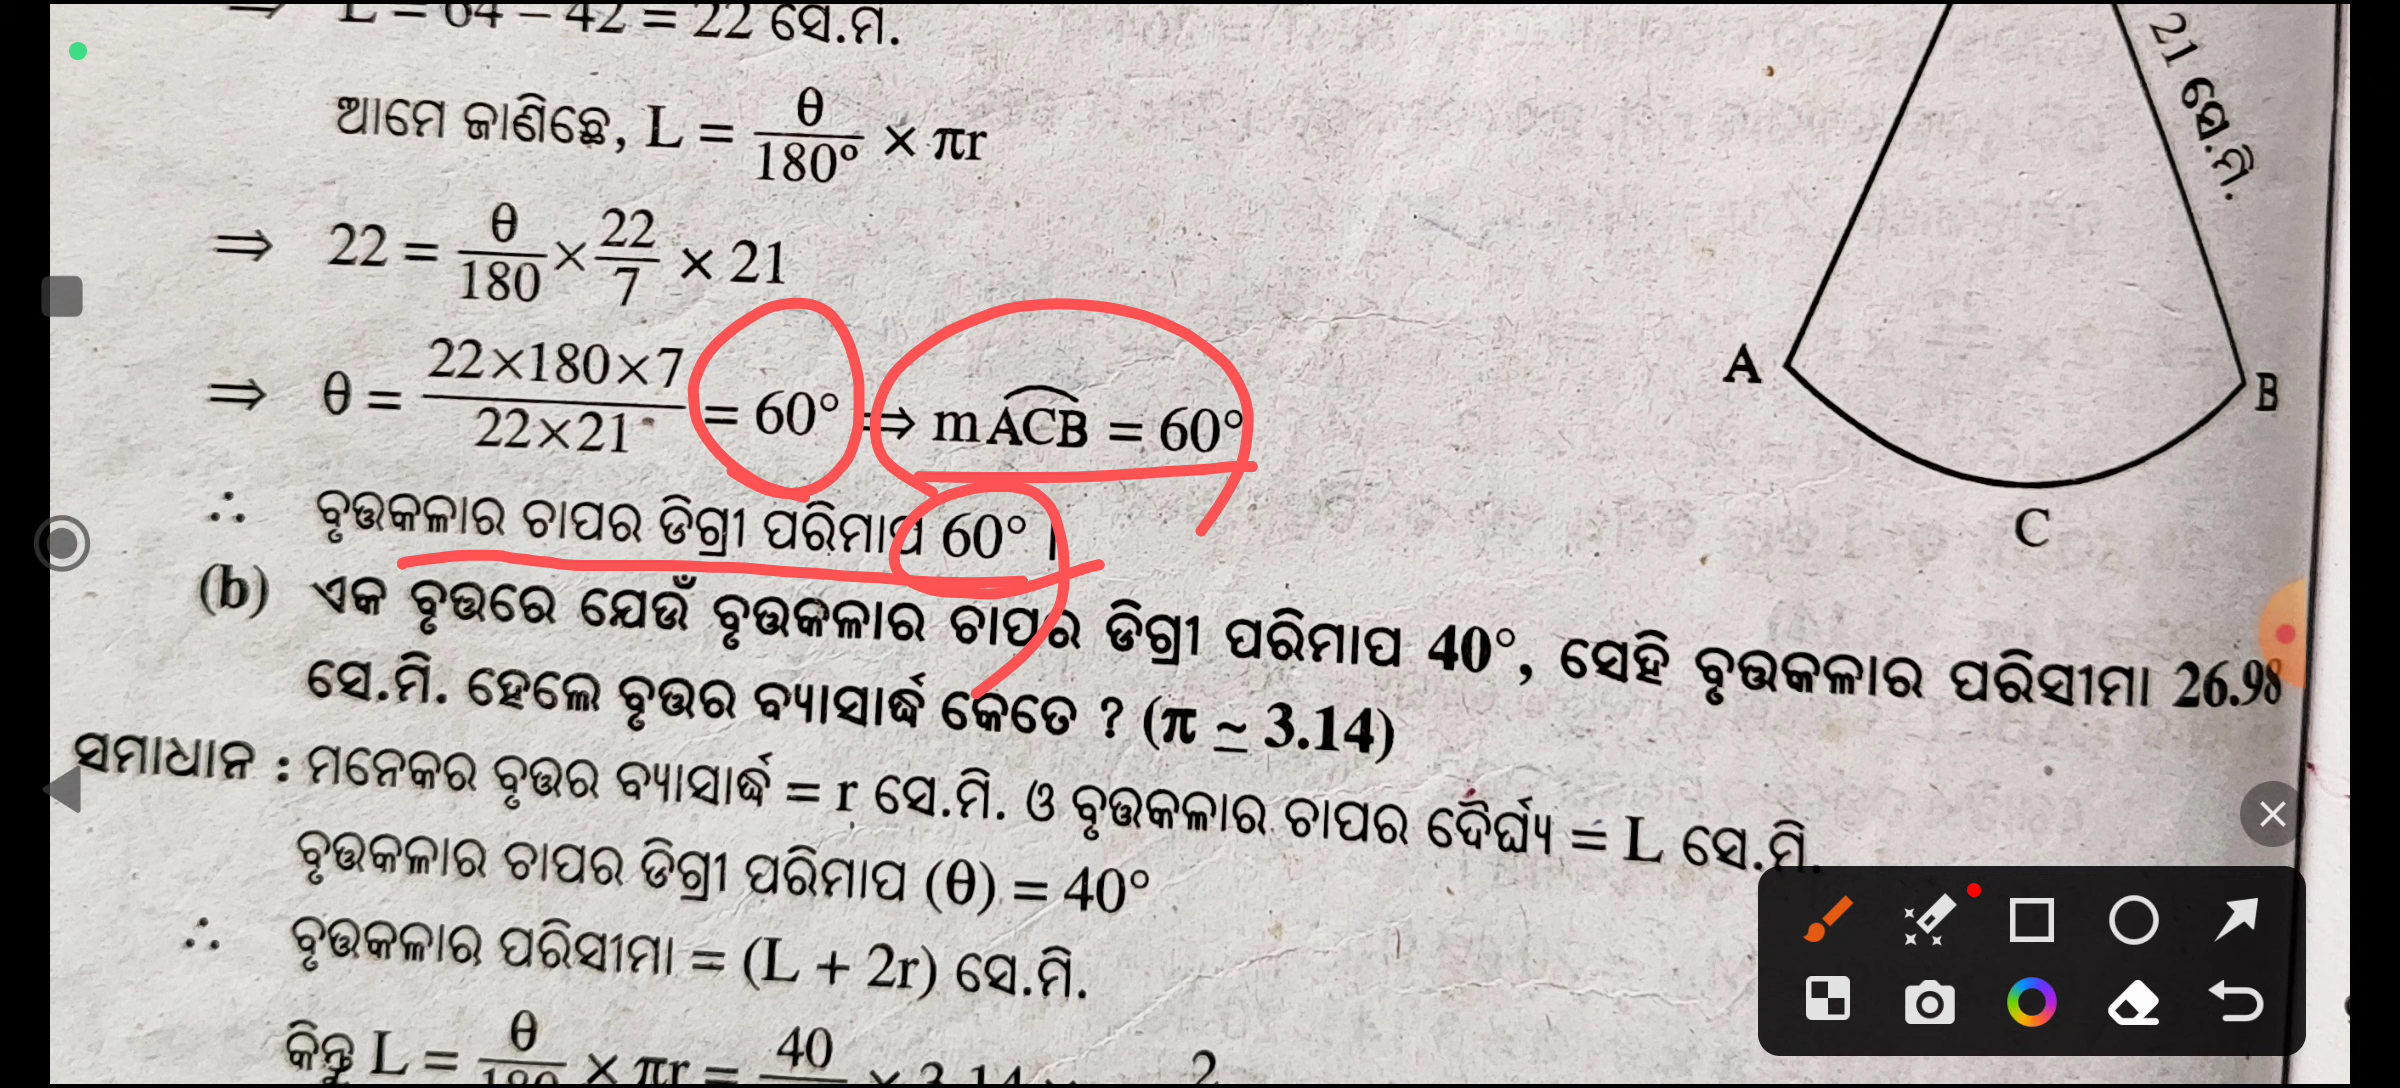 ⇒ L = 64 – 42 = 22 ସେ.ମି.
ଆମେ ଜାଣିଛେ, L = θ/180° × πr
⇒ 22 = θ/180 × 22/7 × 21
⇒ θ = 22×180×7/22×21 = 60° ⇒ mACB = 60°
∴ ବୃତ୍ତକଳାର ଚାପର ଡିଗ୍ରୀ ପରିମାପ 60° ।
21 ସେ.ମି.
A
B
C
(b) ଏକ ବୃତ୍ତରେ ଯେଉଁ ବୃତ୍ତକଳାର ଚାପର ଡିଗ୍ରୀ ପରିମାପ 40°, ସେହି ବୃତ୍ତକଳାର ପରିସୀମା 26.98
ସେ.ମି. ହେଲେ ବୃତ୍ତର ବ୍ୟାସାର୍ଦ୍ଧ କେତେ ? (π ≃ 3.14)
ସମାଧାନ : ମନେକର ବୃତ୍ତର ବ୍ୟାସାର୍ଦ୍ଧ = r ସେ.ମି. ଓ ବୃତ୍ତକଳାର ଚାପର ଦୈର୍ଘ୍ୟ = L ସେ.ମି.
ବୃତ୍ତକଳାର ଚାପର ଡିଗ୍ରୀ ପରିମାପ (θ) = 40°
∴ ବୃତ୍ତକଳାର ପରିସୀମା = (L + 2r) ସେ.ମି.
କିନ୍ତୁ L = θ/180 × πr = 40